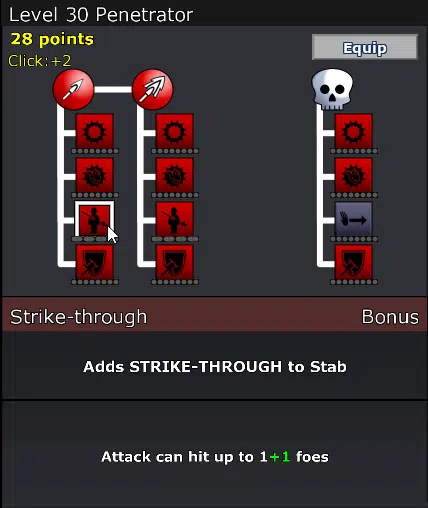 Level 30 Penetrator
28 points
Equip
Click:+2
Strike-through Bonus
Adds STRIKE-THROUGH to Stab
Attack can hit up to 1+1 foes